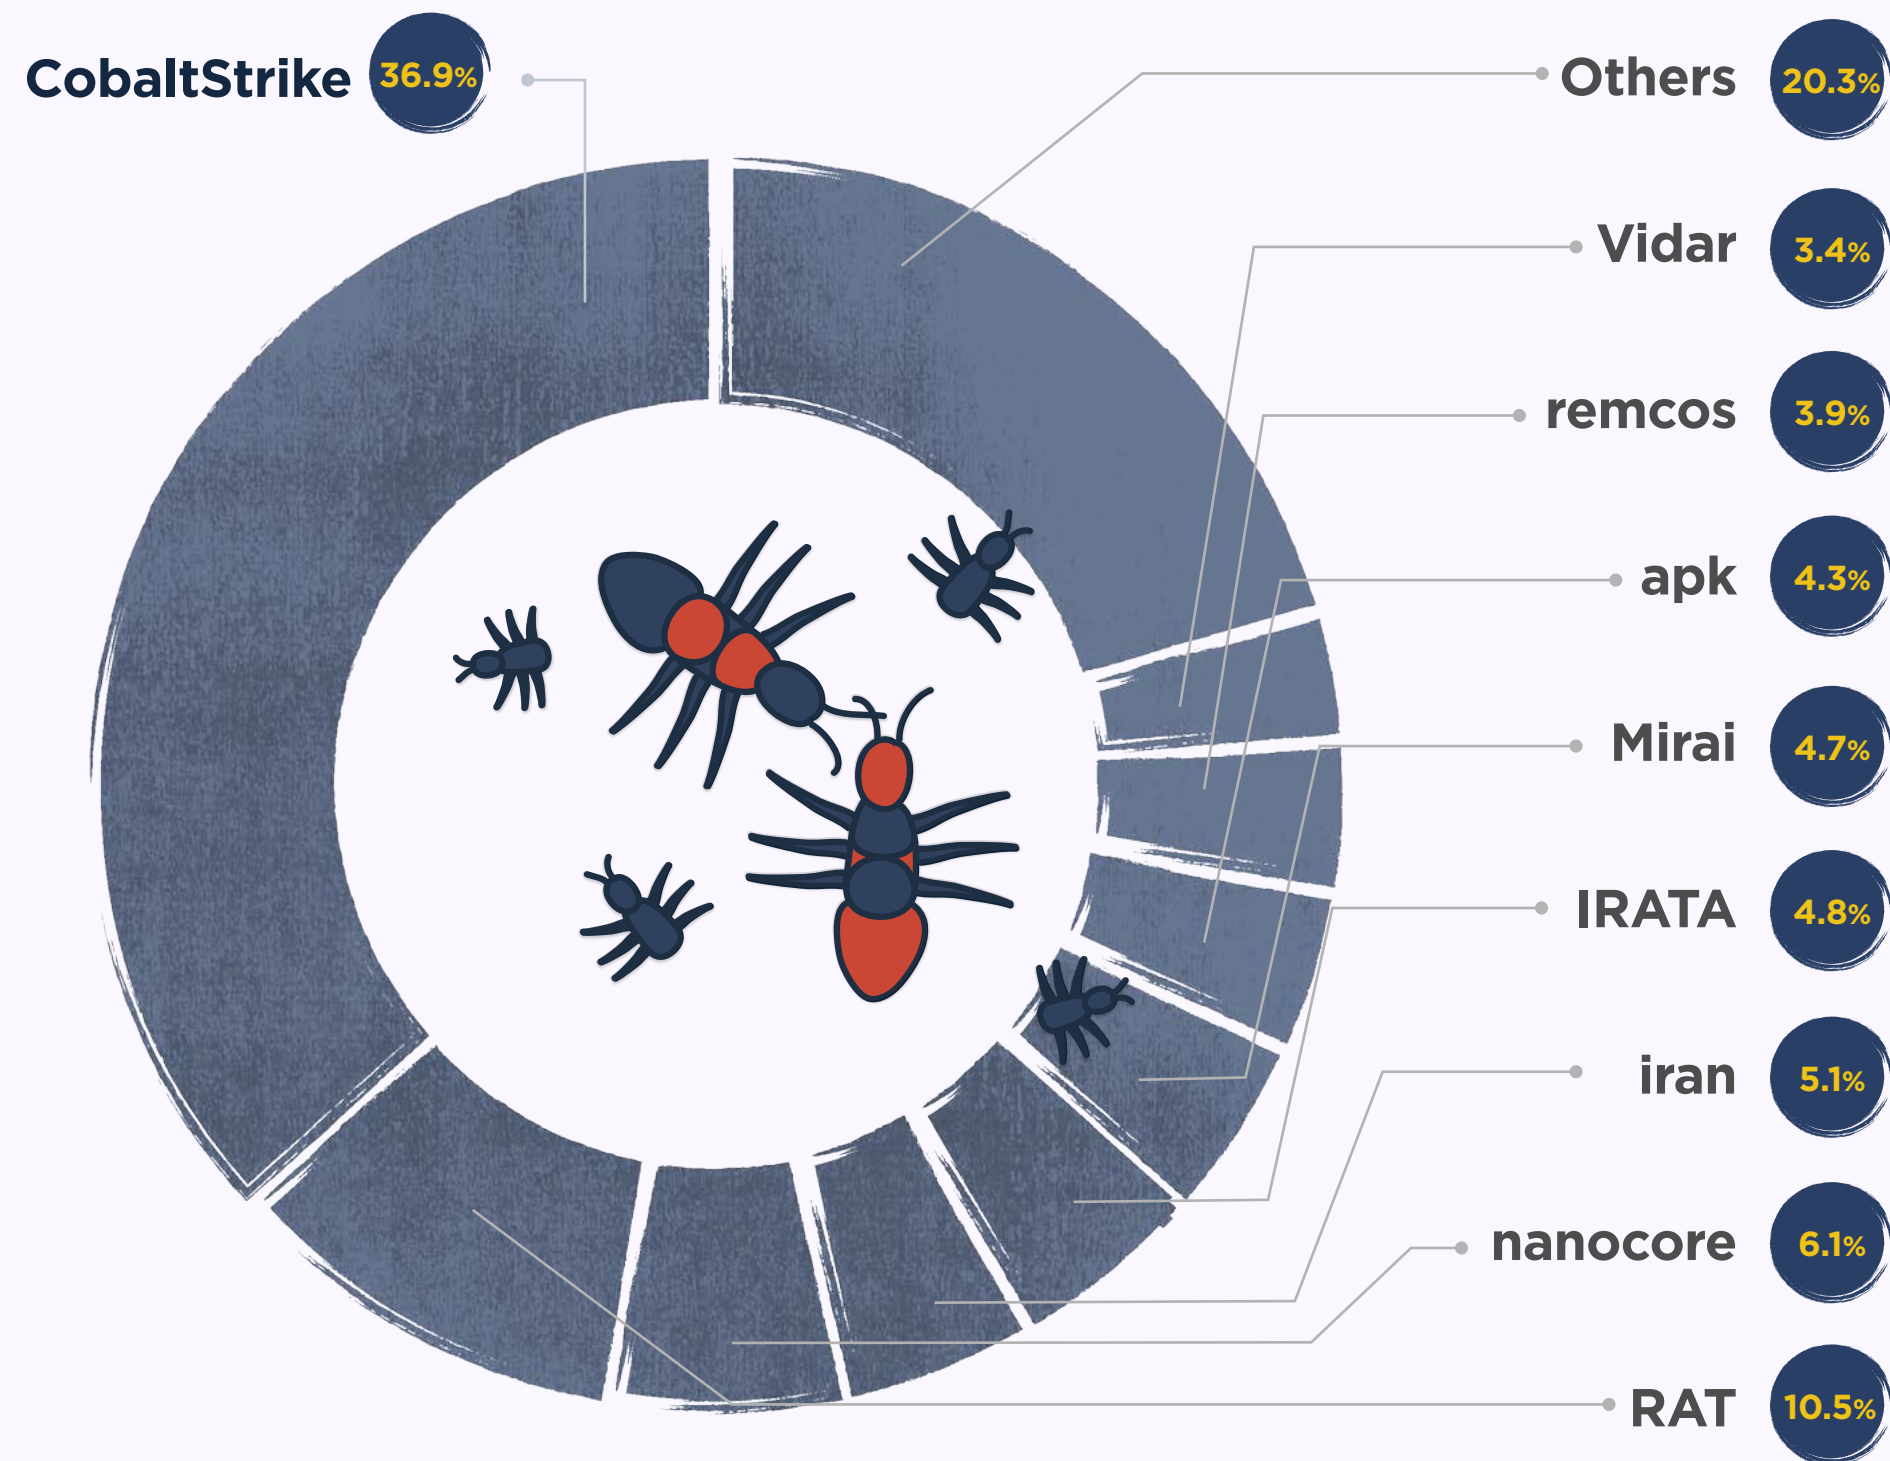 CobaltStrike 36.9%
Others 20.3%
Vidar 3.4%
remcos 3.9%
apk 4.3%
Mirai 4.7%
IRATA 4.8%
iran 5.1%
nanocore 6.1%
RAT 10.5%